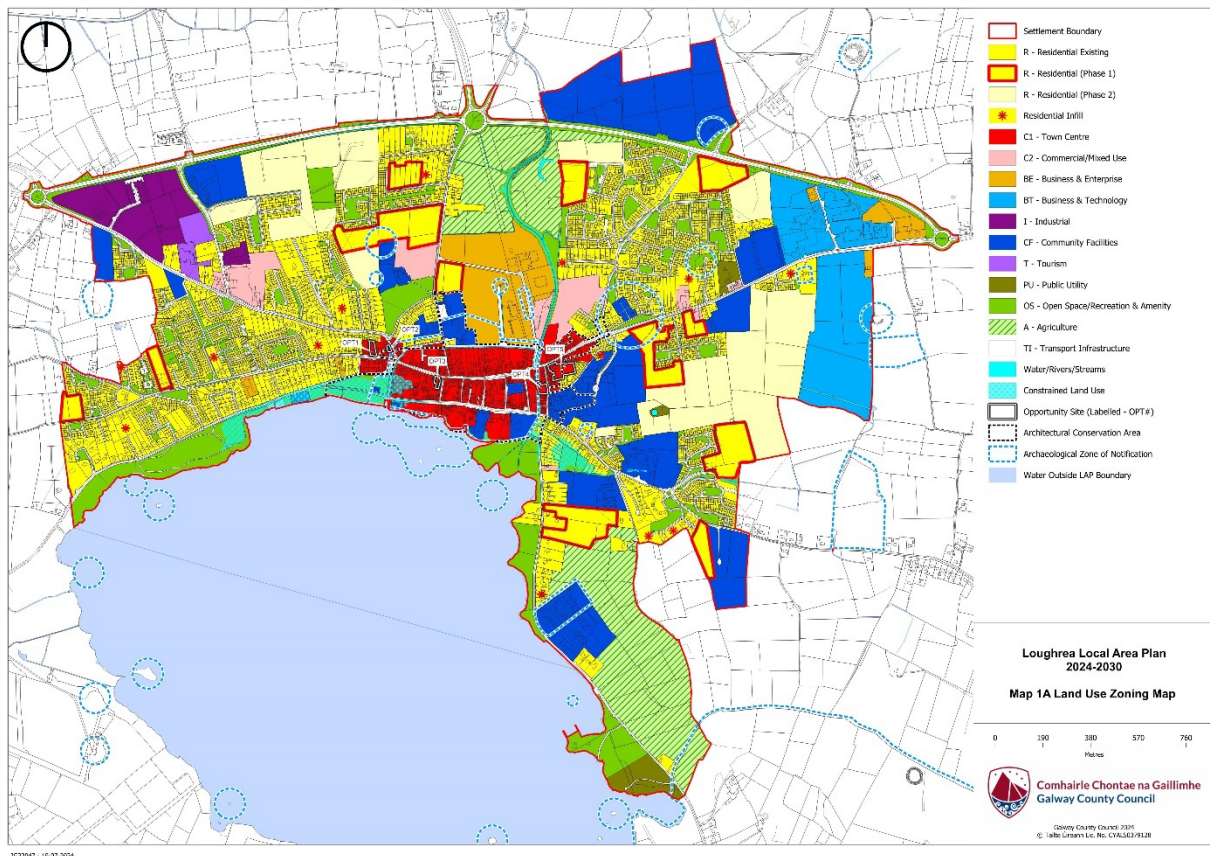 OPT1
OPT2
OPT3
OPT4
OPT5
Settlement Boundary
R - Residential Existing
R - Residential (Phase 1)
R - Residential (Phase 2)
Residential Infill
C1 - Town Centre
C2 - Commercial/Mixed Use
BE - Business & Enterprise
BT - Business & Technology
I - Industrial
CF - Community Facilities
T - Tourism
PU - Public Utility
OS - Open Space/Recreation & Amenity
A - Agriculture
TI - Transport Infrastructure
Water/Rivers/Streams
Constrained Land Use
Opportunity Site (Labelled - OPT#)
Architectural Conservation Area
Archaeological Zone of Notification
Water Outside LAP Boundary
Loughrea Local Area Plan
2024-2030
Map 1A Land Use Zoning Map
0 190 380 570 760
Metres
Comhairle Chontae na Gaillimhe
Galway County Council
Galway County Council 2024
© Tailte Éireann Lic. No. CYAL50379128